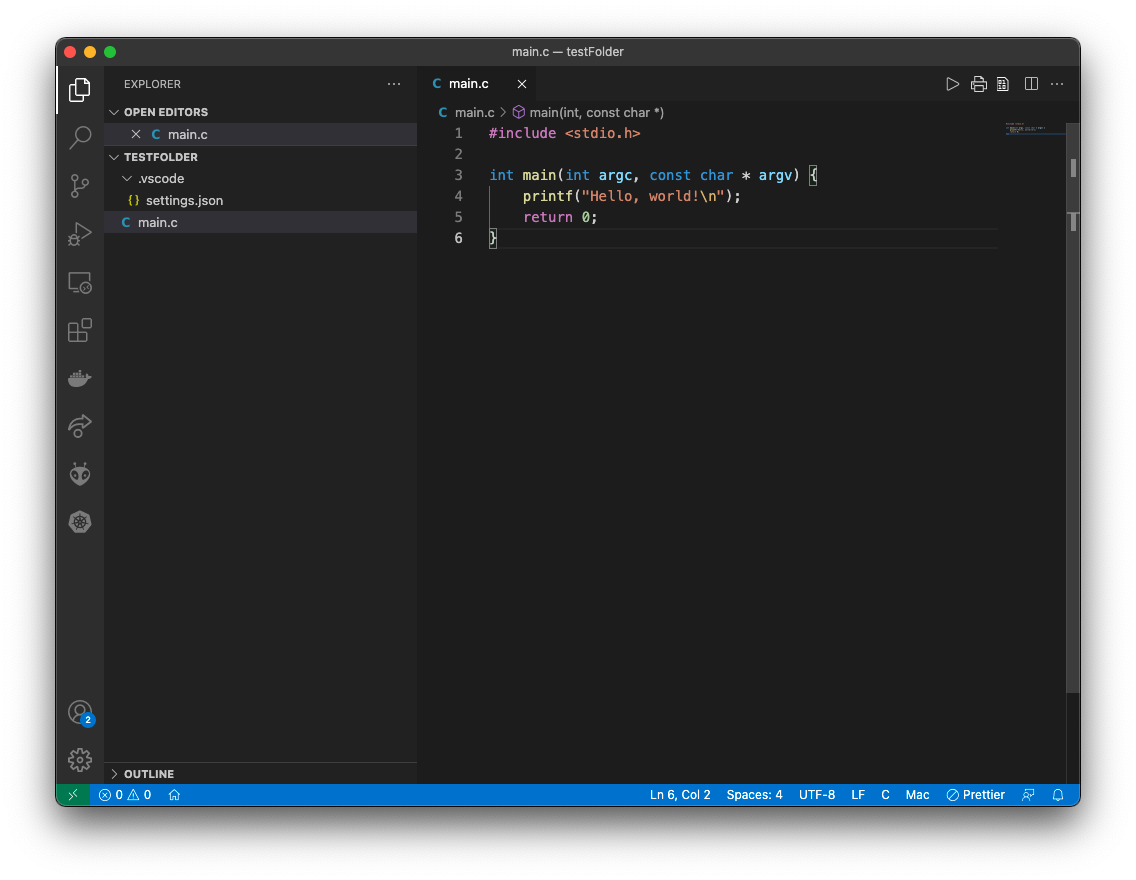 main.c — testFolder
EXPLORER
OPEN EDITORS
C main.c
TESTFOLDER
.vscode
{} settings.json
C main.c
OUTLINE
C main.c
C main.c > main(int, const char *)
1 #include <stdio.h>
2
3 int main(int argc, const char * argv) {
4     printf("Hello, world!\n");
5     return 0;
6 }
2
0 0
Ln 6, Col 2 Spaces: 4 UTF-8 LF C Mac Prettier